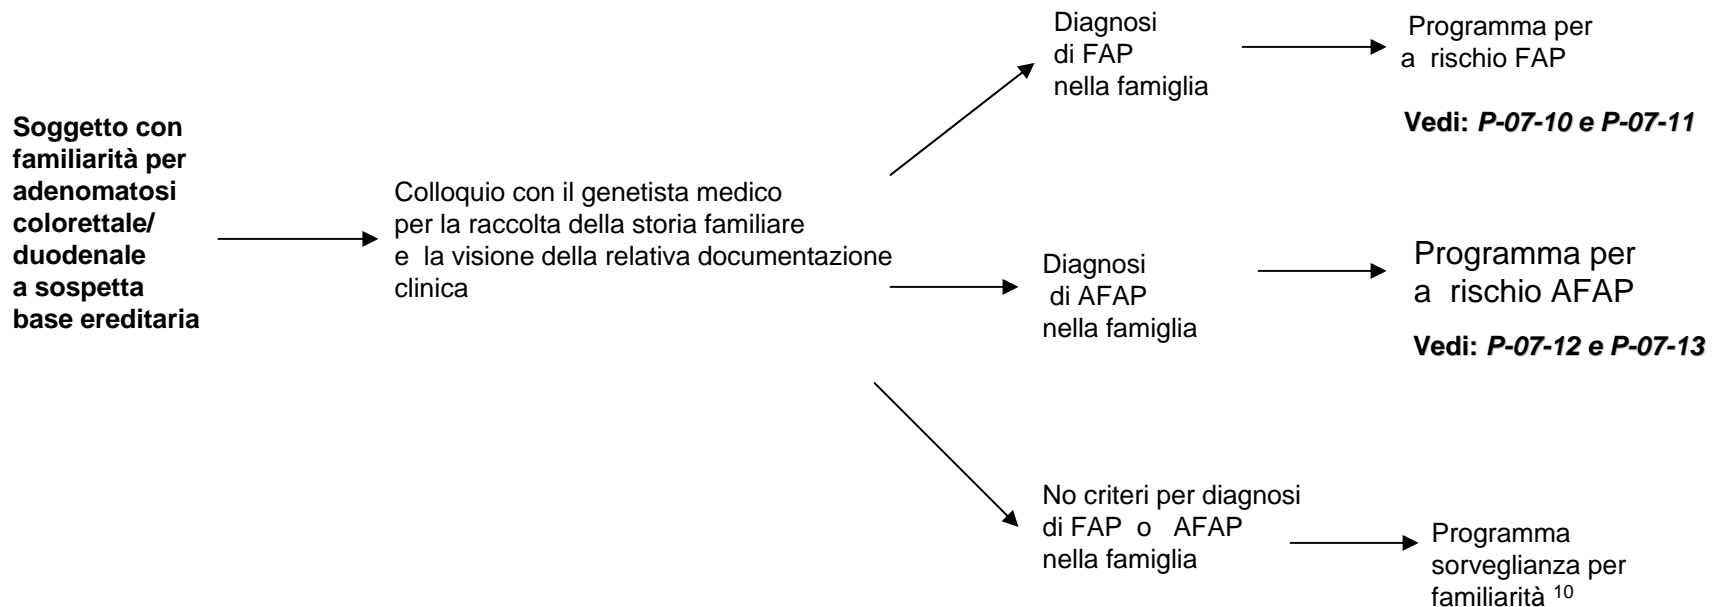 Soggetto con
familiarità per
adenomatosi
colorettale/
duodenale
a sospetta
base ereditaria
Colloquio con il genetista medico
per la raccolta della storia familiare
e la visione della relativa documentazione
clinica
Diagnosi
di FAP
nella famiglia
Programma per
a rischio FAP
Vedi: P-07-10 e P-07-11
Diagnosi
di AFAP
nella famiglia
Programma per
a rischio AFAP
Vedi: P-07-12 e P-07-13
No criteri per diagnosi
di FAP o AFAP
nella famiglia
Programma
sorveglianza per
familiarità 10